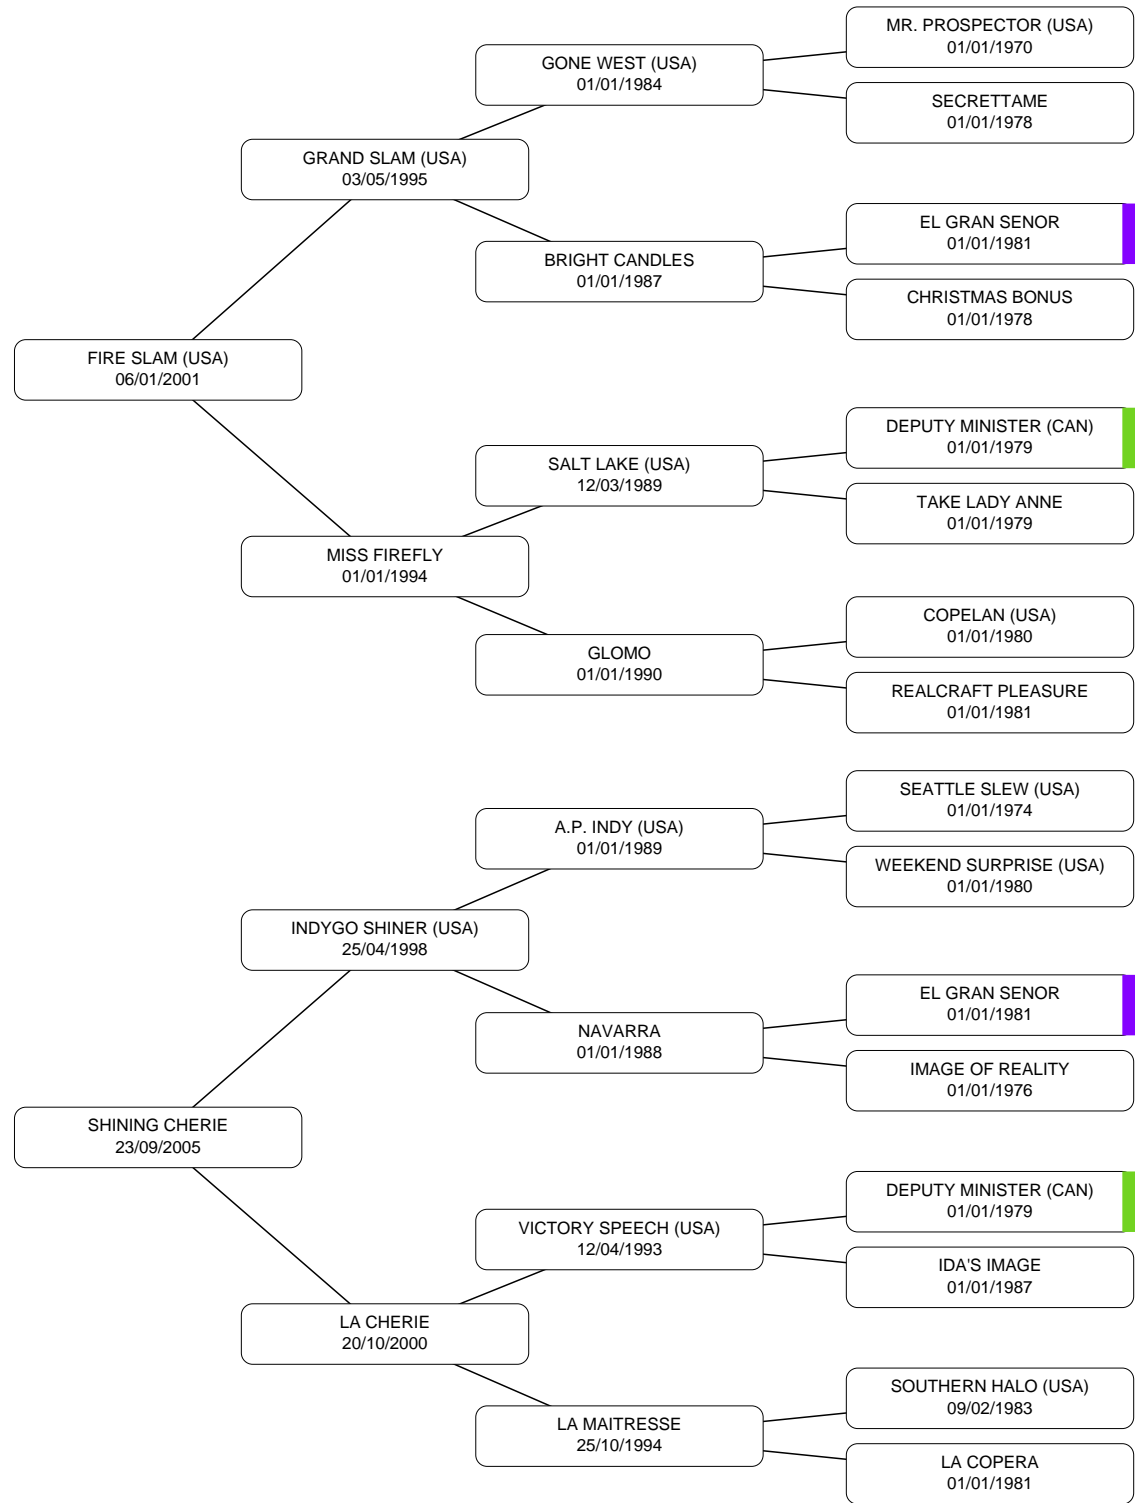 MR. PROSPECTOR (USA)
01/01/1970
GONE WEST (USA)
01/01/1984
SECRETTAME
01/01/1978
GRAND SLAM (USA)
03/05/1995
EL GRAN SENOR
01/01/1981
BRIGHT CANDLES
01/01/1987
CHRISTMAS BONUS
01/01/1978
FIRE SLAM (USA)
06/01/2001
DEPUTY MINISTER (CAN)
01/01/1979
SALT LAKE (USA)
12/03/1989
TAKE LADY ANNE
01/01/1979
MISS FIREFLY
01/01/1994
COPELAN (USA)
01/01/1980
GLOMO
01/01/1990
REALCRAFT PLEASURE
01/01/1981
SEATTLE SLEW (USA)
01/01/1974
A.P. INDY (USA)
01/01/1989
WEEKEND SURPRISE (USA)
01/01/1980
INDYGO SHINER (USA)
25/04/1998
EL GRAN SENOR
01/01/1981
NAVARRA
01/01/1988
IMAGE OF REALITY
01/01/1976
SHINING CHERIE
23/09/2005
DEPUTY MINISTER (CAN)
01/01/1979
VICTORY SPEECH (USA)
12/04/1993
IDA'S IMAGE
01/01/1987
LA CHERIE
20/10/2000
SOUTHERN HALO (USA)
09/02/1983
LA MAITRESSE
25/10/1994
LA COPERA
01/01/1981